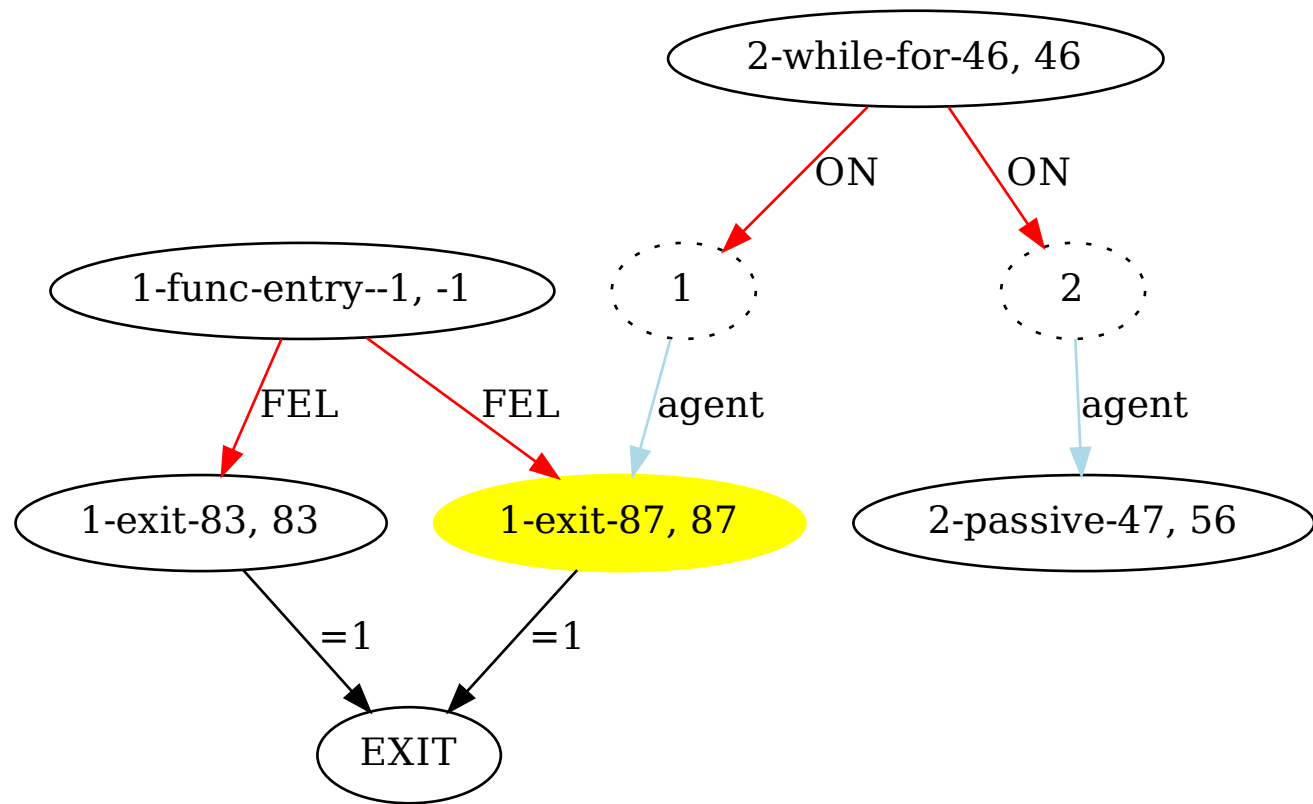 2-while-for-46, 46
ON
ON
1-func-entry--1, -1
1
2
FEL
FEL
agent
agent
1-exit-83, 83
1-exit-87, 87
2-passive-47, 56
=1
=1
EXIT